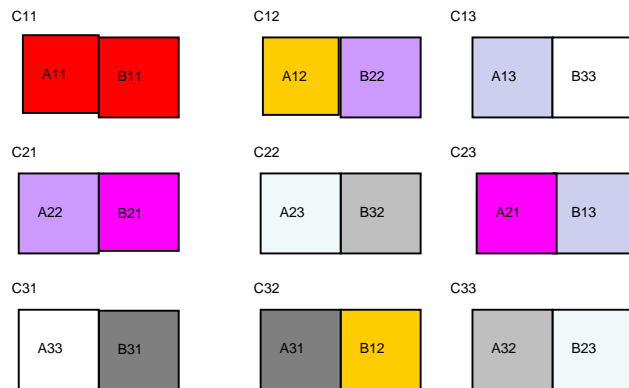 C11 C12 C13
A11 B11 A12 B22 A13 B33
C21 C22 C23
A22 B21 A23 B32 A21 B13
C31 C32 C33
A33 B31 A31 B12 A32 B23